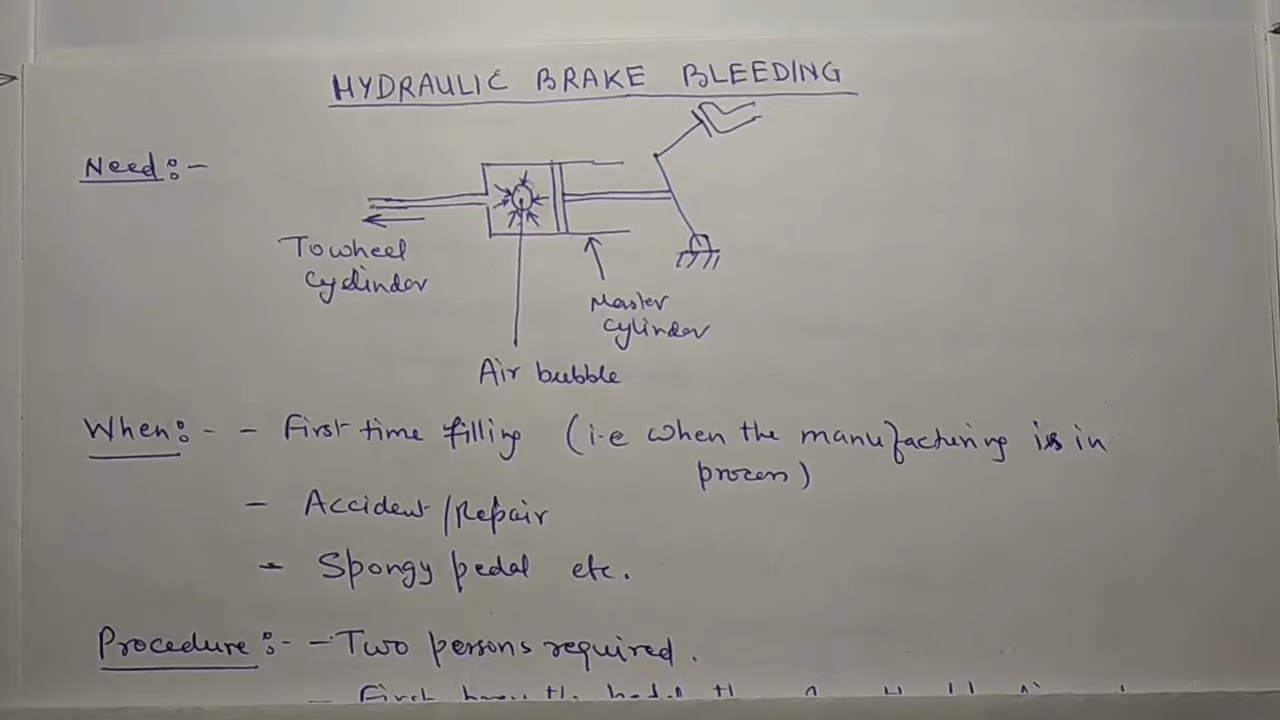 HYDRAULIC BRAKE BLEEDING
Need:-
To wheel
Cylinder
Master
Cylinder
Air bubble
When:- - First time filling (i.e when the manufacturing is in
process)
- Accident/Repair
- Spongy pedal etc.
Procedure:- - Two persons required.
- First